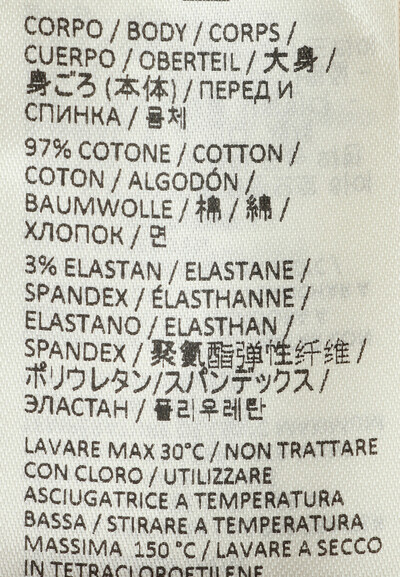 CORPO / BODY / CORPS /
CUERPO / OBERTEIL / 大身 /
身ごろ (本体) / ПЕРЕД И
СПИНКА / 몸체
97% COTONE / COTTON /
COTON / ALGODÓN /
BAUMWOLLE / 棉 / 綿 /
ХЛОПОК / 면
3% ELASTAN / ELASTANE /
SPANDEX / ÉLASTHANNE /
ELASTANO / ELASTHAN /
SPANDEX / 聚氨酯弹性纤维 /
ポリウレタン/スパンデックス /
ЭЛАСТАН / 폴리우레탄
LAVARE MAX 30°C / NON TRATTARE
CON CLORO / UTILIZZARE
ASCIUGATRICE A TEMPERATURA
BASSA / STIRARE A TEMPERATURA
MASSIMA 150 °C / LAVARE A SECCO
IN TETRACLOROETILENE